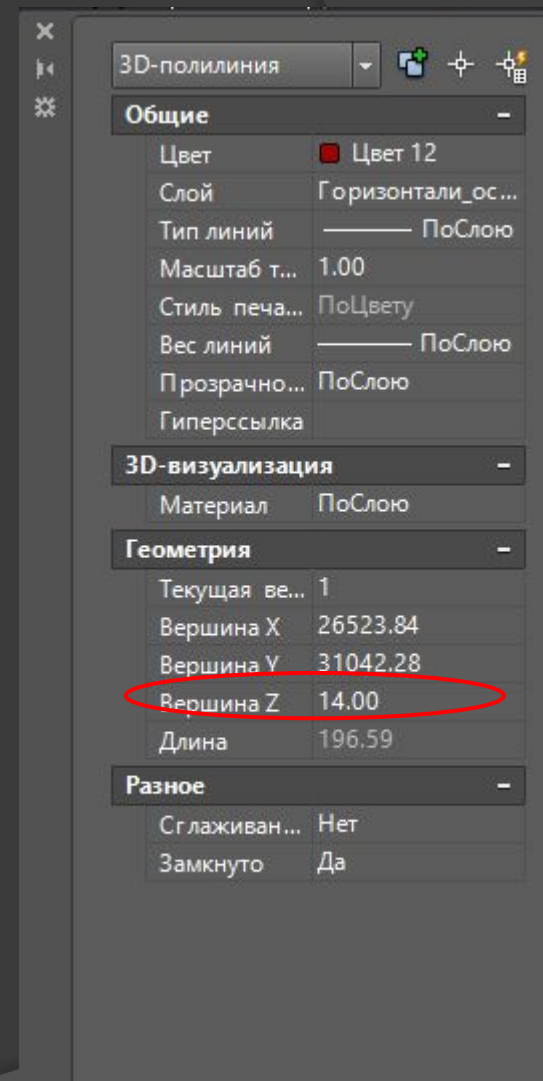 3D-полилиния
Общие
Цвет Цвет 12
Слой Горизонтали_ос...
Тип линий ПоСлою
Масштаб т... 1.00
Стиль печа... ПоЦвету
Вес линий ПоСлою
Прозрачно... ПоСлою
Гиперссылка
3D-визуализация
Материал ПоСлою
Геометрия
Текущая ве... 1
Вершина X 26523.84
Вершина Y 31042.28
Вершина Z 14.00
Длина 196.59
Разное
Сглаживан... Нет
Замкнуто Да